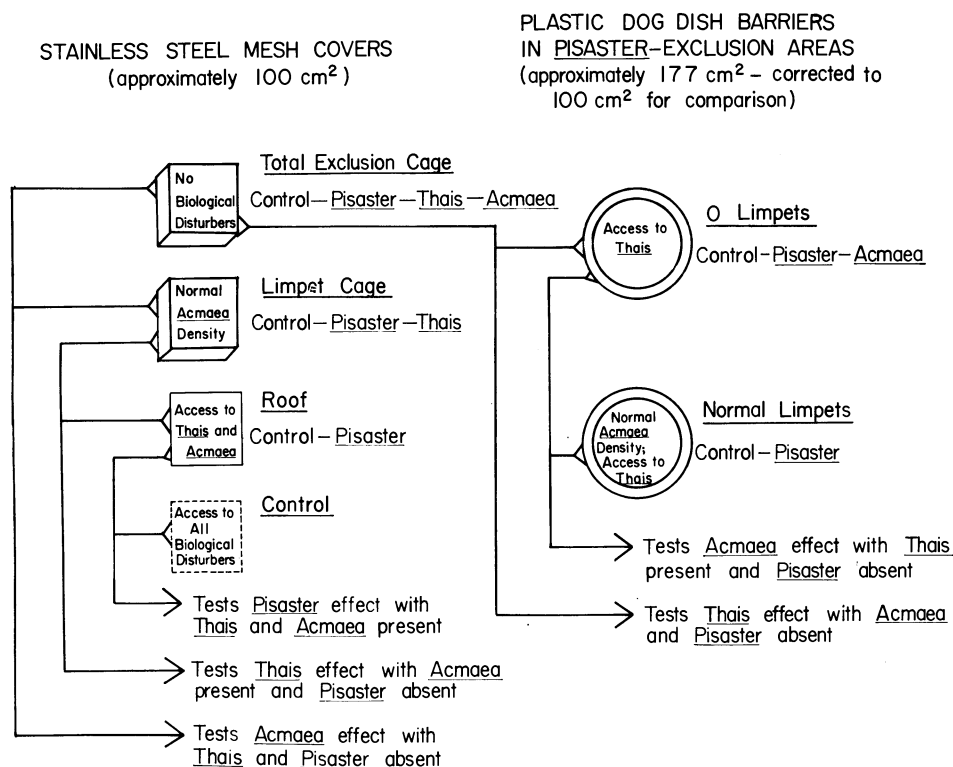 STAINLESS STEEL MESH COVERS
(approximately 100 cm²)
PLASTIC DOG DISH BARRIERS
IN PISASTER-EXCLUSION AREAS
(approximately 177 cm² - corrected to
100 cm² for comparison)
No
Biological
Disturbers
Total Exclusion Cage
Control-Pisaster-Thais-Acmaea
Normal
Acmaea
Density
Limpet Cage
Control-Pisaster-Thais
Access to
Thais and
Acmaea
Roof
Control-Pisaster
Access to
All
Biological
Disturbers
Control
Tests Pisaster effect with
Thais and Acmaea present
Tests Thais effect with Acmaea
present and Pisaster absent
Tests Acmaea effect with
Thais and Pisaster absent
Access to
Thais
O Limpets
Control-Pisaster-Acmaea
Normal
Acmaea
Density;
Access to
Thais
Normal Limpets
Control-Pisaster
Tests Acmaea effect with Thais
present and Pisaster absent
Tests Thais effect with Acmaea
and Pisaster absent